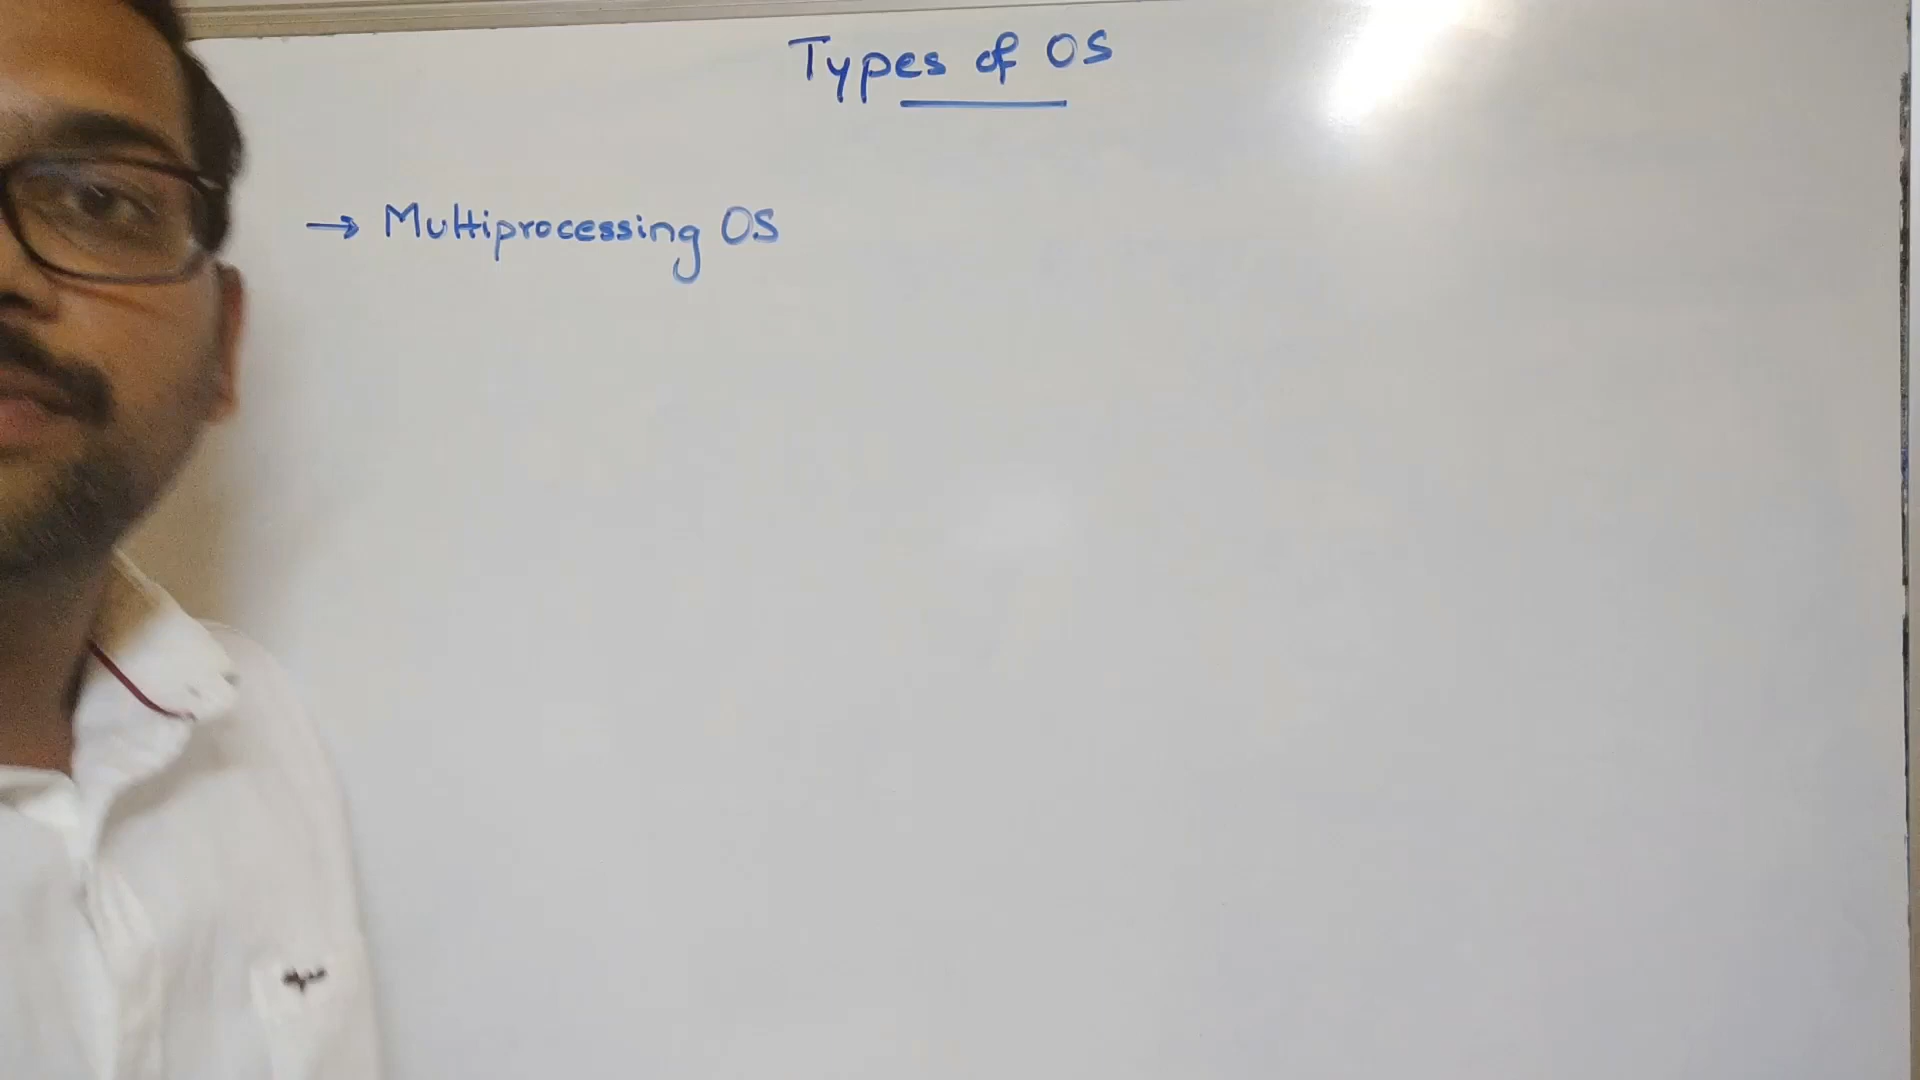 Types of OS
→ Multiprocessing OS